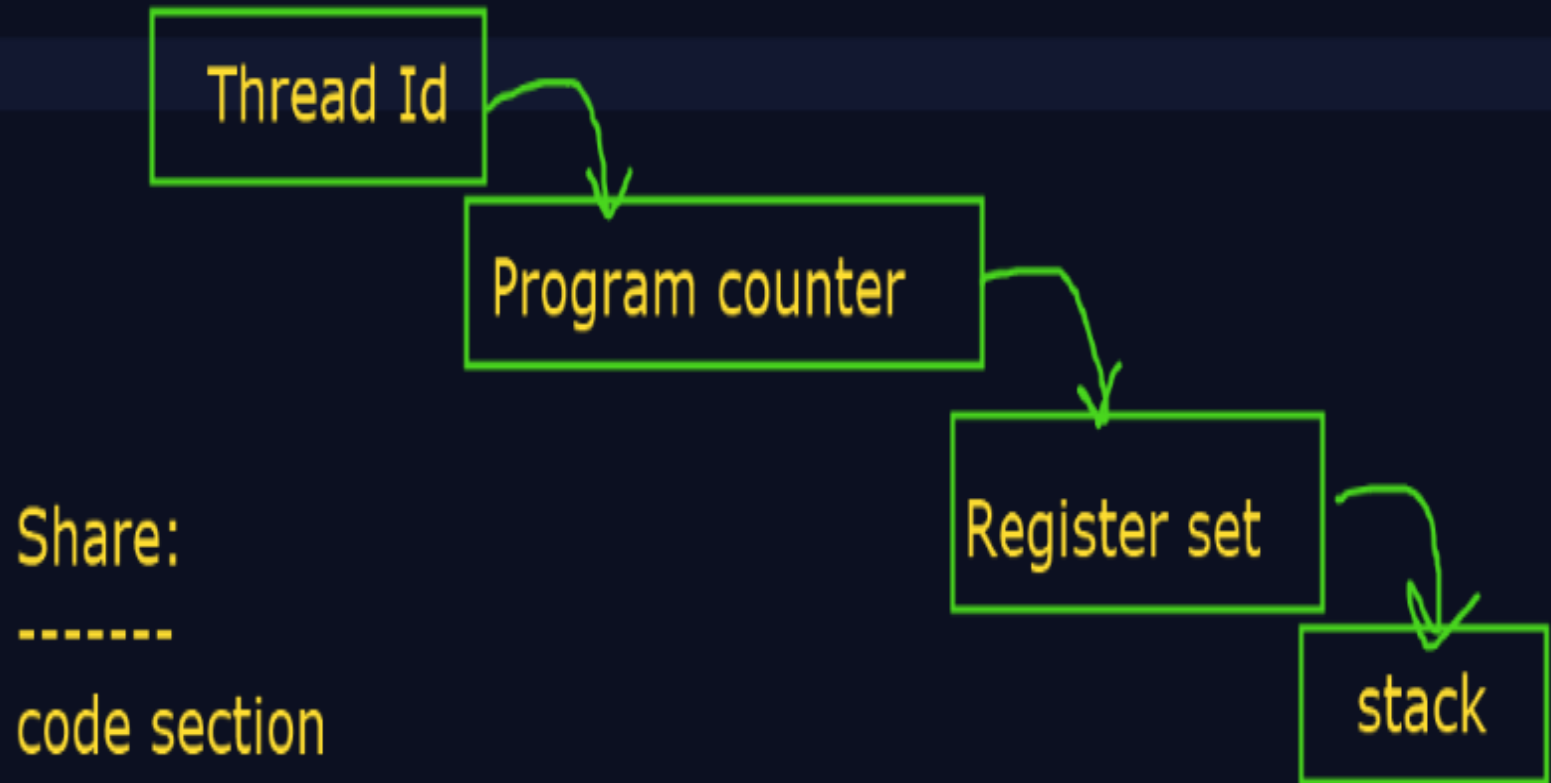 Thread Id
Program counter
Register set
Share:
-------
stack
code section